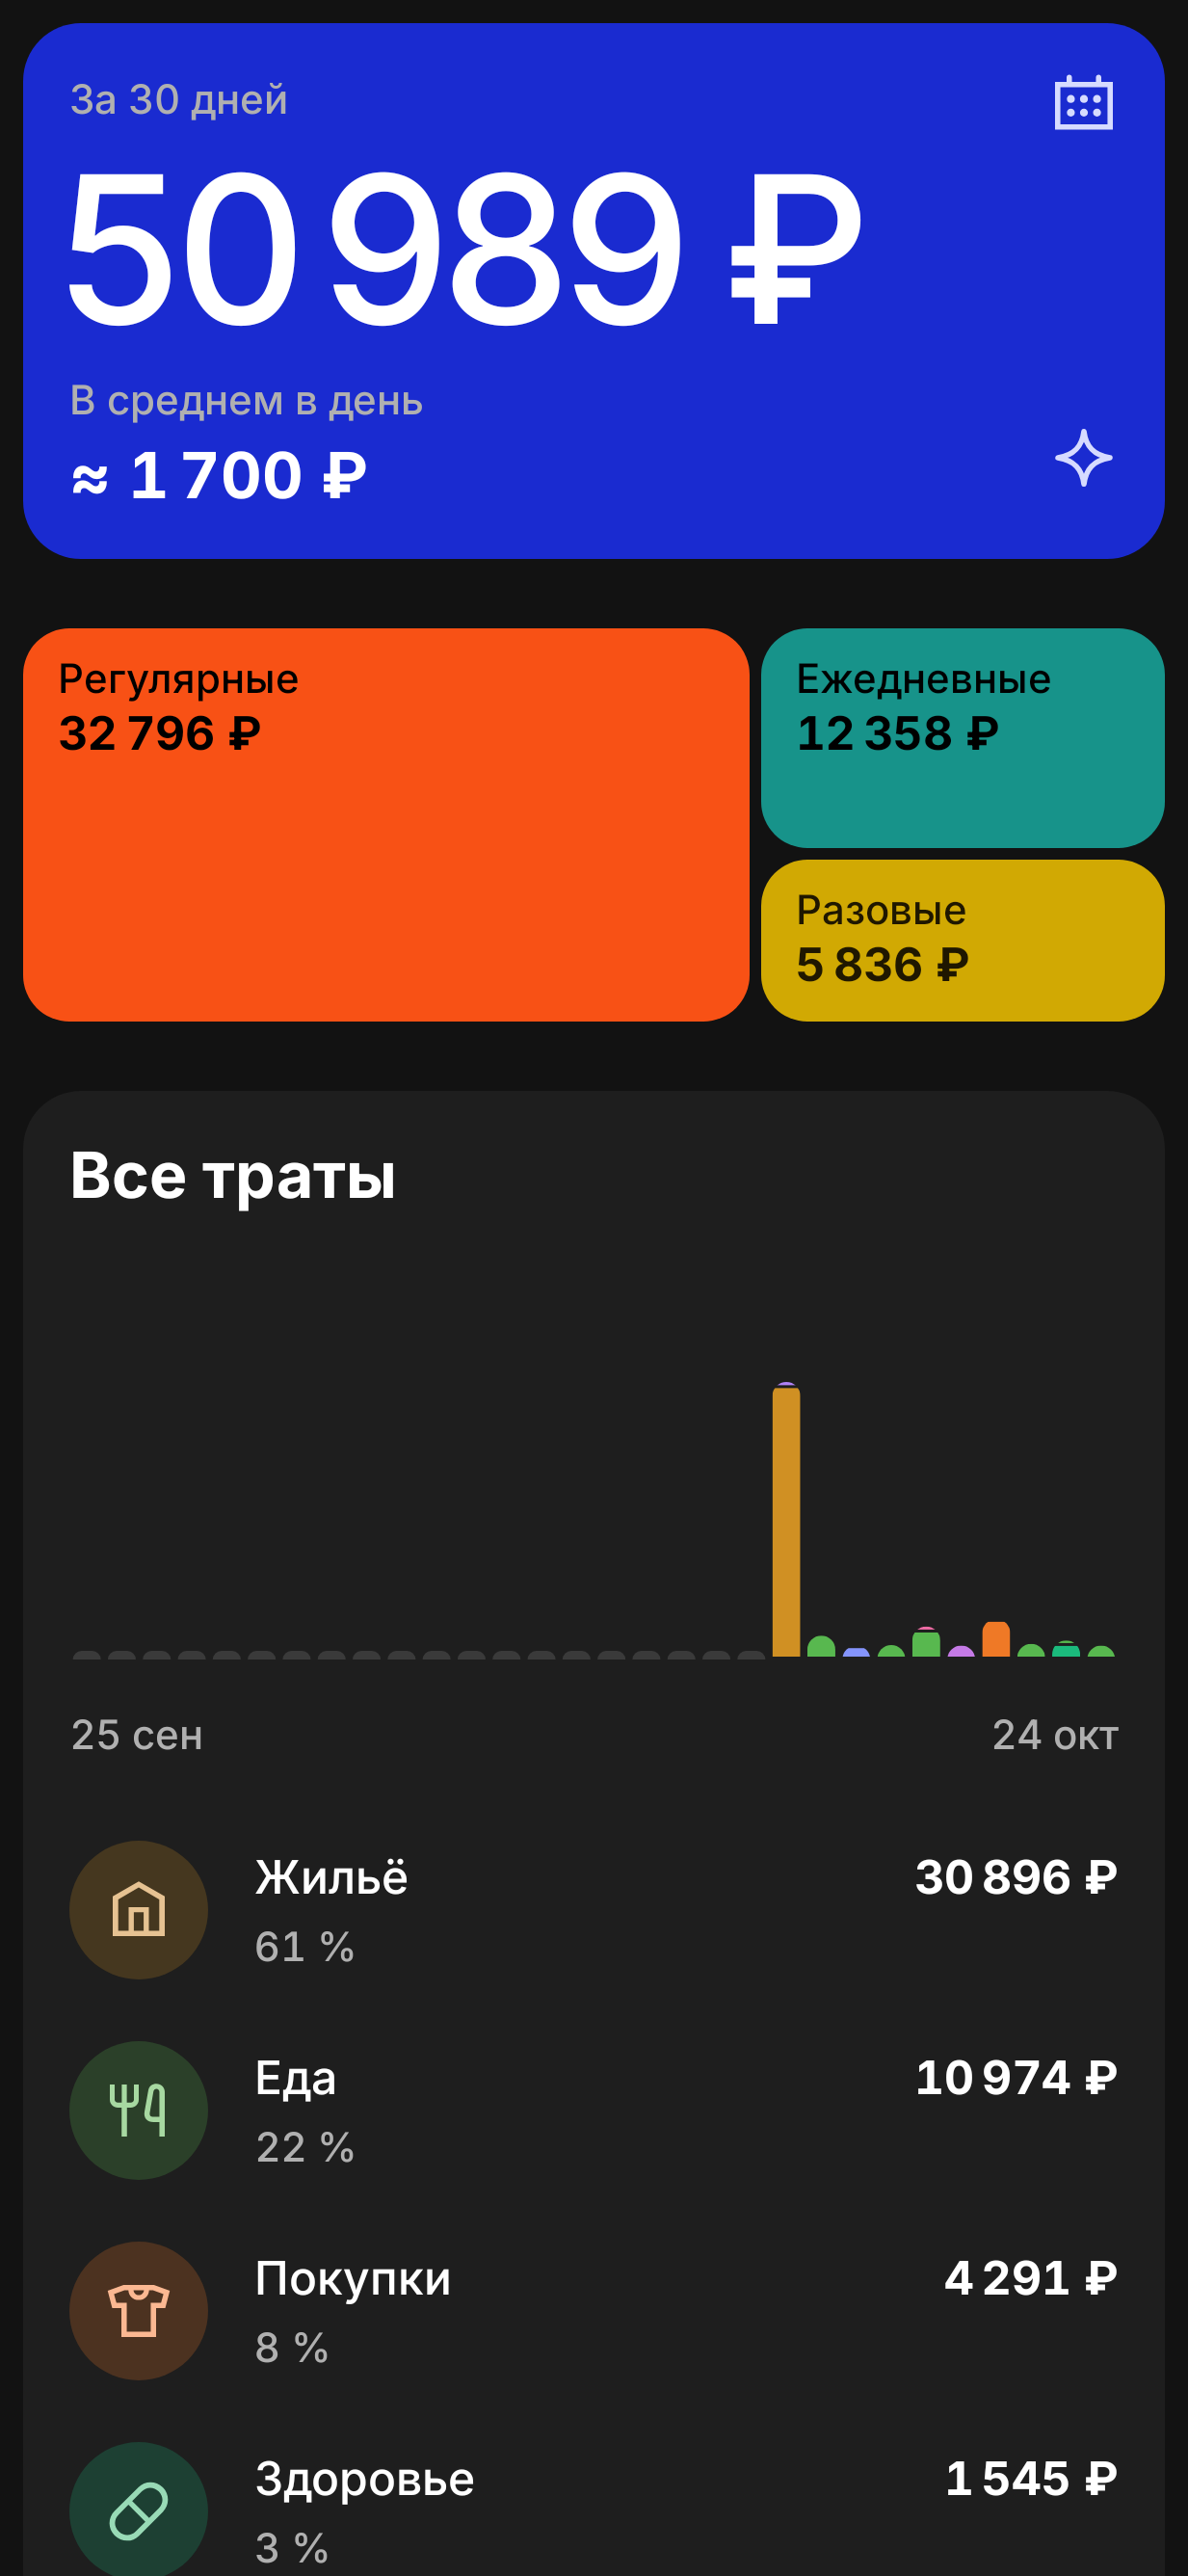 За 30 дней
50 989 ₽
В среднем в день
≈ 1 700 ₽
Регулярные
32 796 ₽
Ежедневные
12 358 ₽
Разовые
5 836 ₽
Все траты
25 сен
24 окт
Жильё
30 896 ₽
61 %
Еда
10 974 ₽
22 %
Покупки
4 291 ₽
8 %
Здоровье
1 545 ₽
3 %